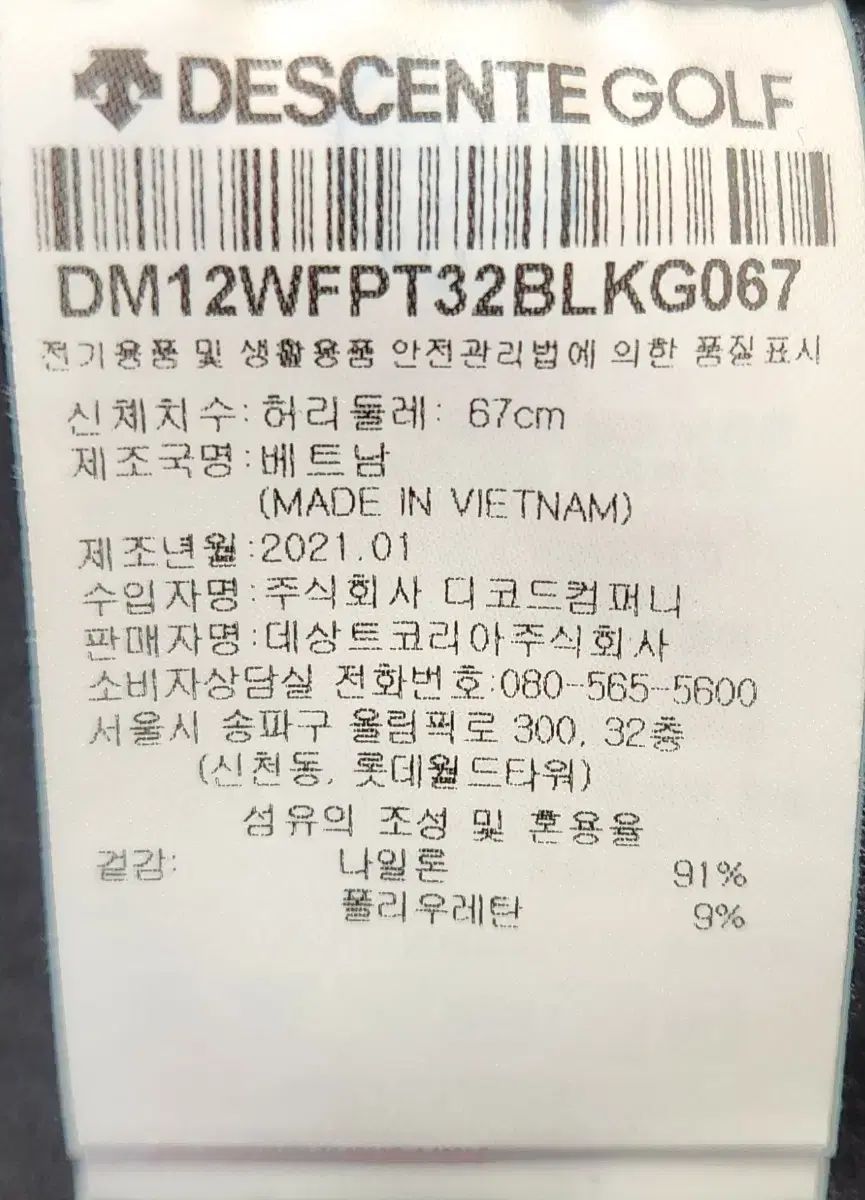 DESCENTE GOLF
DM12WFPT32BLKG067
전기용품 및 생활용품 안전관리법에 의한 품질표시
신체치수:허리둘레: 67cm
제조국명:베트남
(MADE IN VIETNAM)
제조년월:2021.01
수입자명:주식회사 디코드컴퍼니
판매자명:데상트코리아주식회사
소비자상담실 전화번호:080-565-5600
서울시 송파구 올림픽로 300, 32층
(신천동, 롯데월드타워)
섬유의 조성 및 혼용율
겉감: 나일론 91%
폴리우레탄 9%